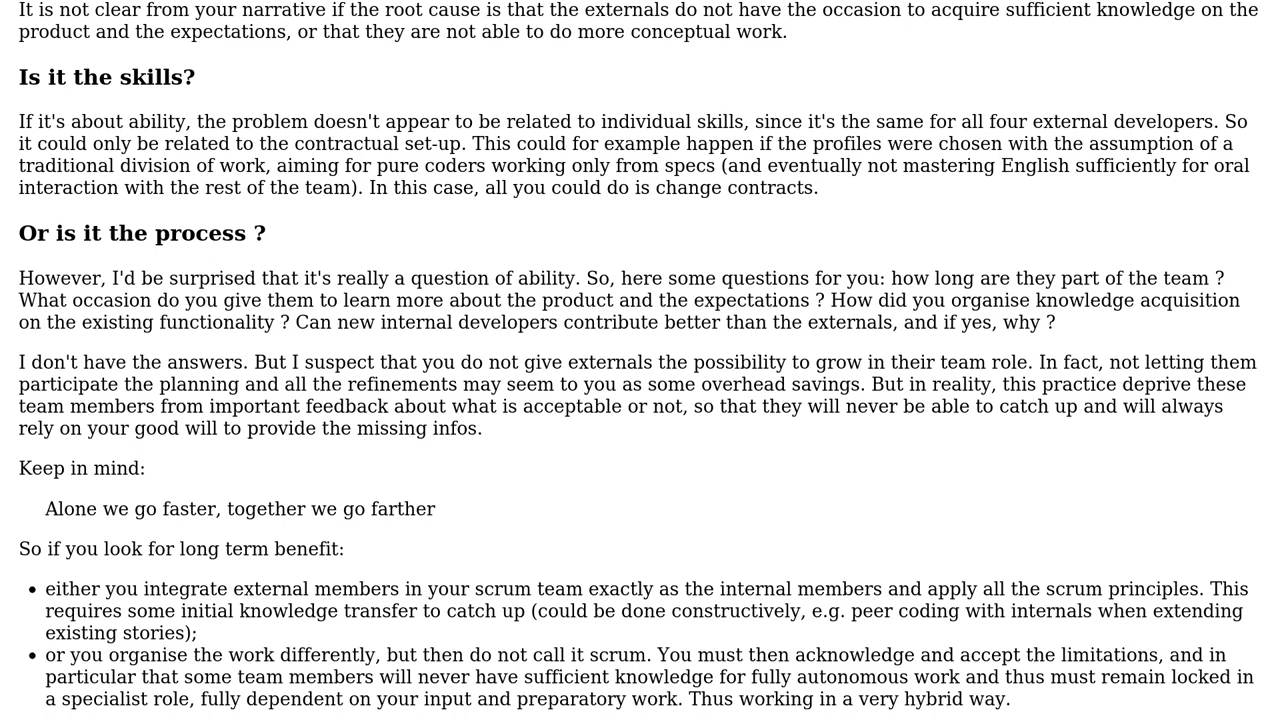 It is not clear from your narrative if the root cause is that the externals do not have the occasion to acquire sufficient knowledge on the
product and the expectations, or that they are not able to do more conceptual work.
Is it the skills?
If it's about ability, the problem doesn't appear to be related to individual skills, since it's the same for all four external developers. So
it could only be related to the contractual set-up. This could for example happen if the profiles were chosen with the assumption of a
traditional division of work, aiming for pure coders working only from specs (and eventually not mastering English sufficiently for oral
interaction with the rest of the team). In this case, all you could do is change contracts.
Or is it the process ?
However, I'd be surprised that it's really a question of ability. So, here some questions for you: how long are they part of the team ?
What occasion do you give them to learn more about the product and the expectations ? How did you organise knowledge acquisition
on the existing functionality ? Can new internal developers contribute better than the externals, and if yes, why ?
I don't have the answers. But I suspect that you do not give externals the possibility to grow in their team role. In fact, not letting them
participate the planning and all the refinements may seem to you as some overhead savings. But in reality, this practice deprive these
team members from important feedback about what is acceptable or not, so that they will never be able to catch up and will always
rely on your good will to provide the missing infos.
Keep in mind:
Alone we go faster, together we go farther
So if you look for long term benefit:
• either you integrate external members in your scrum team exactly as the internal members and apply all the scrum principles. This
requires some initial knowledge transfer to catch up (could be done constructively, e.g. peer coding with internals when extending
existing stories);
• or you organise the work differently, but then do not call it scrum. You must then acknowledge and accept the limitations, and in
particular that some team members will never have sufficient knowledge for fully autonomous work and thus must remain locked in
a specialist role, fully dependent on your input and preparatory work. Thus working in a very hybrid way.